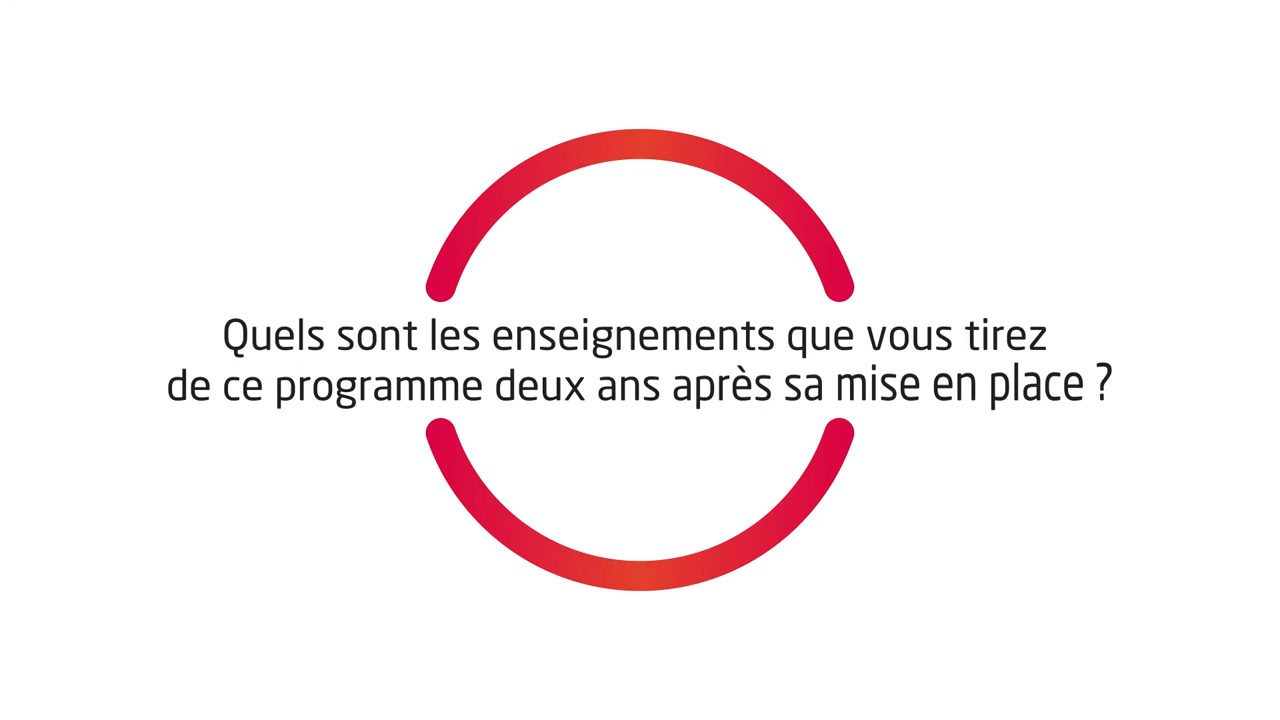 Quels sont les enseignements que vous tirez
de ce programme deux ans après sa mise en place ?